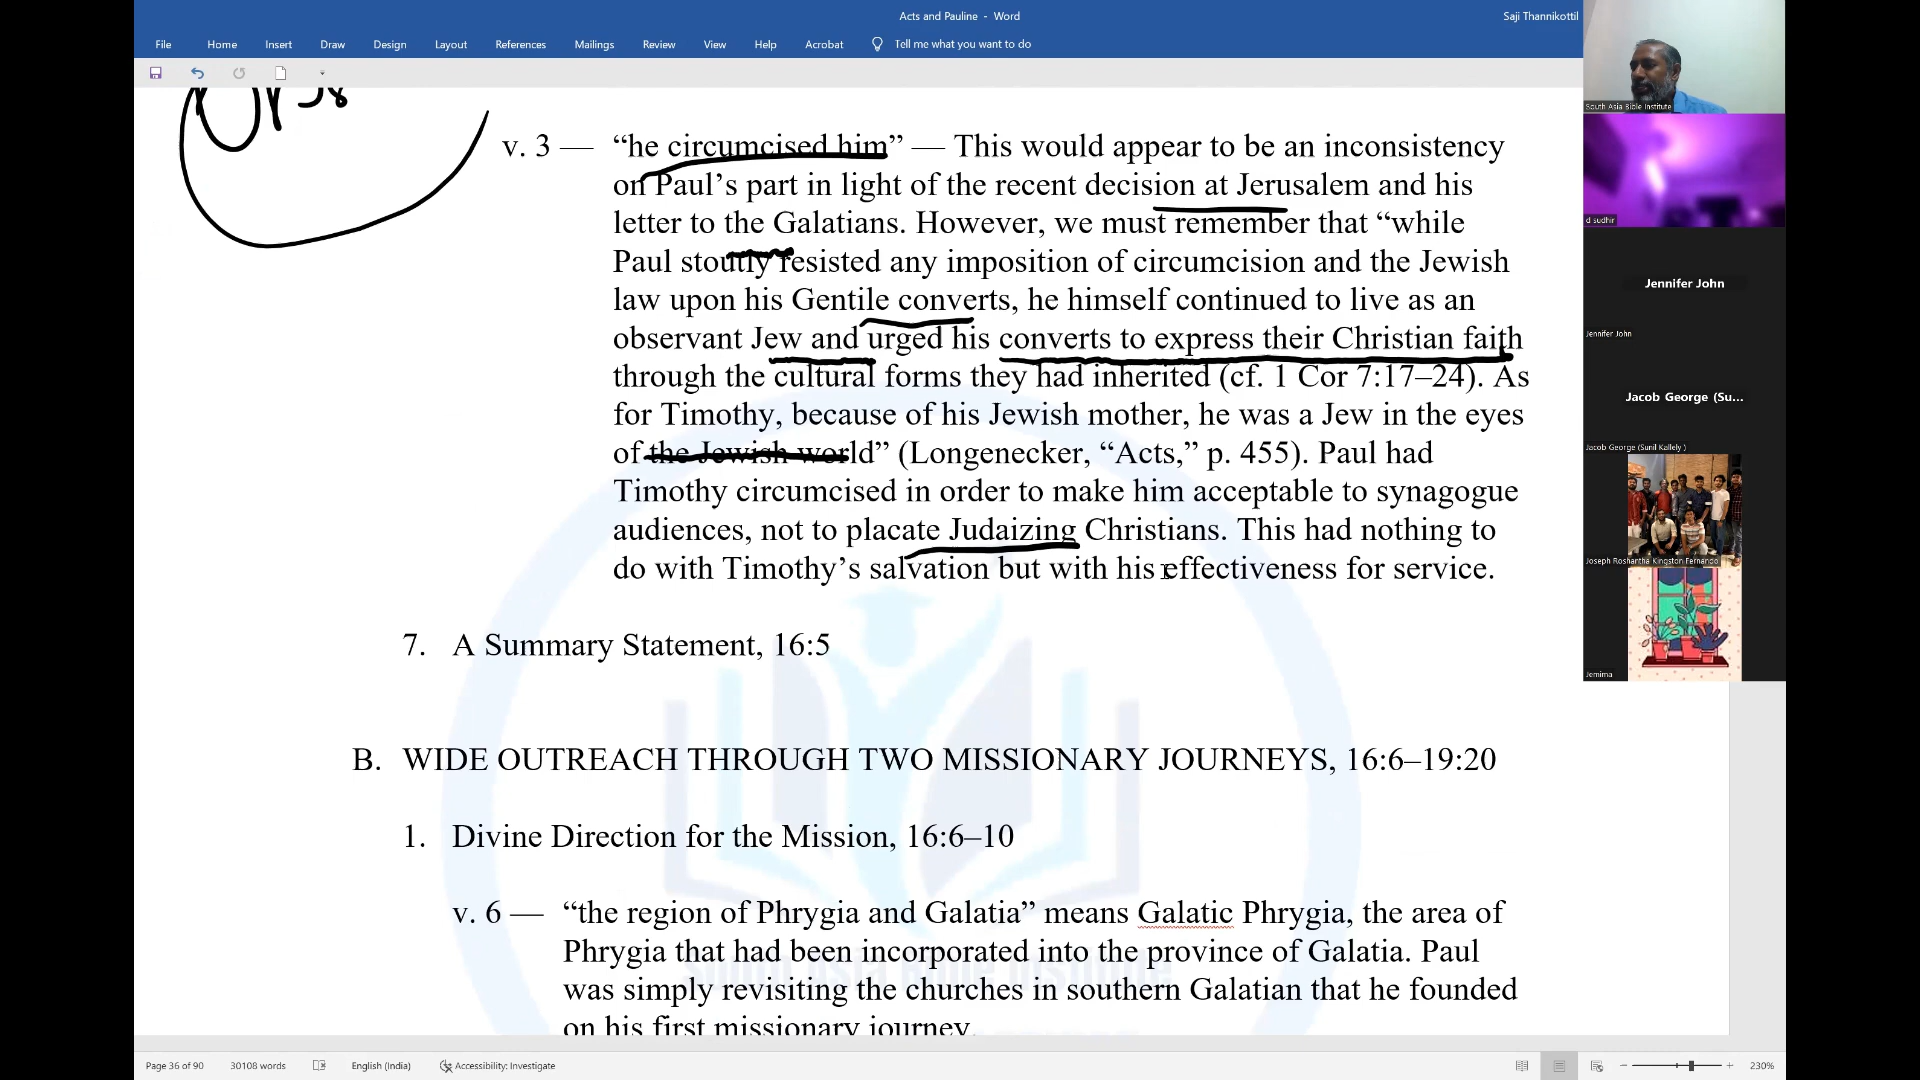 Acts and Pauline - Word
Saji Thannikottil
File Home Insert Draw Design Layout References Mailings Review View Help Acrobat Tell me what you want to do
v. 3 — “he circumcised him” — This would appear to be an inconsistency
on Paul’s part in light of the recent decision at Jerusalem and his
letter to the Galatians. However, we must remember that “while
Paul stoutly resisted any imposition of circumcision and the Jewish
law upon his Gentile converts, he himself continued to live as an
observant Jew and urged his converts to express their Christian faith
through the cultural forms they had inherited (cf. 1 Cor 7:17–24). As
for Timothy, because of his Jewish mother, he was a Jew in the eyes
of the Jewish world” (Longenecker, “Acts,” p. 455). Paul had
Timothy circumcised in order to make him acceptable to synagogue
audiences, not to placate Judaizing Christians. This had nothing to
do with Timothy’s salvation but with his effectiveness for service.
7. A Summary Statement, 16:5
B. WIDE OUTREACH THROUGH TWO MISSIONARY JOURNEYS, 16:6–19:20
1. Divine Direction for the Mission, 16:6–10
v. 6 — “the region of Phrygia and Galatia” means Galatic Phrygia, the area of
Phrygia that had been incorporated into the province of Galatia. Paul
was simply revisiting the churches in southern Galatian that he founded
on his first missionary journey.
South Asia Bible Institute
d sudhir
Jennifer John
Jennifer John
Jacob George (Su...
Jacob George (Sunil Kallely )
Joseph Roshantha Kingston Fernando
Jemima
Page 36 of 90 30108 words English (India) Accessibility: Investigate 230%